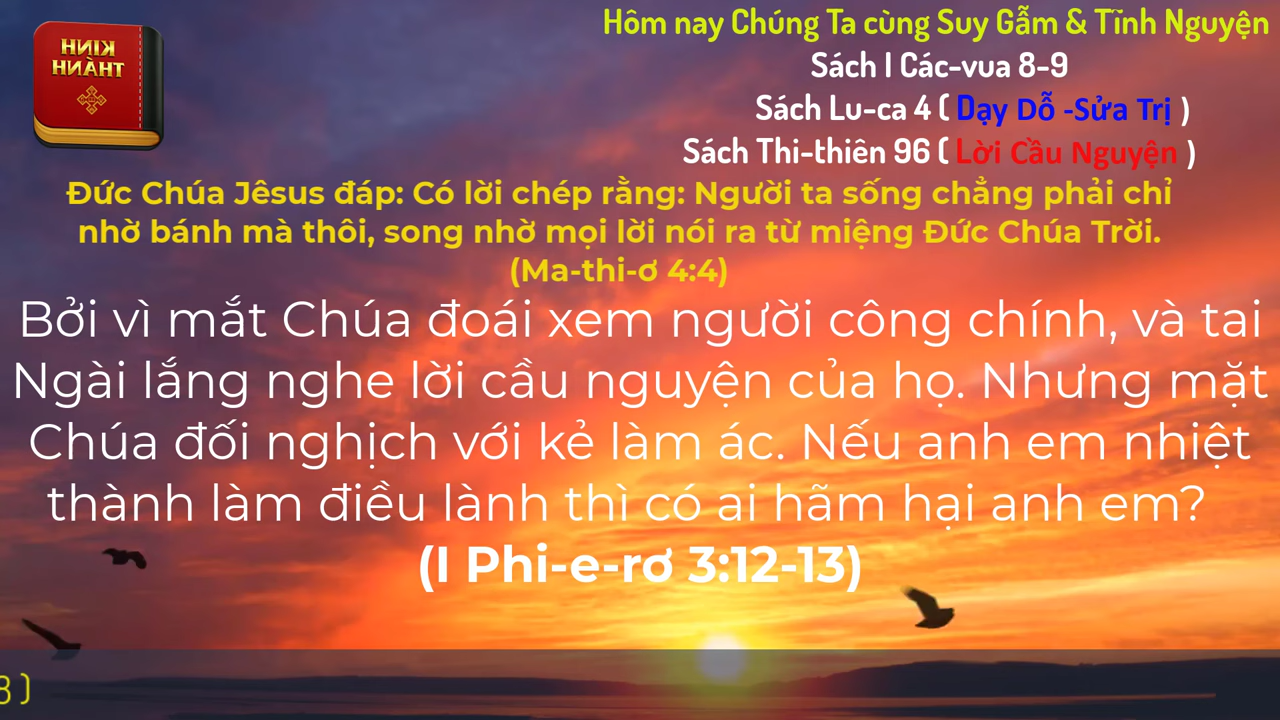 KINH
THÀNH
Hôm nay Chúng Ta cùng Suy Gẫm & Tĩnh Nguyện
Sách I Các-vua 8-9
Sách Lu-ca 4 ( Dạy Dỗ -Sửa Trị )
Sách Thi-thiên 96 ( Lời Cầu Nguyện )
Đức Chúa Jêsus đáp: Có lời chép rằng: Người ta sống chẳng phải chỉ
nhờ bánh mà thôi, song nhờ mọi lời nói ra từ miệng Đức Chúa Trời.
(Ma-thi-ơ 4:4)
Bởi vì mắt Chúa đoái xem người công chính, và tai
Ngài lắng nghe lời cầu nguyện của họ. Nhưng mặt
Chúa đối nghịch với kẻ làm ác. Nếu anh em nhiệt
thành làm điều lành thì có ai hãm hại anh em?
(I Phi-e-rơ 3:12-13)
8 )